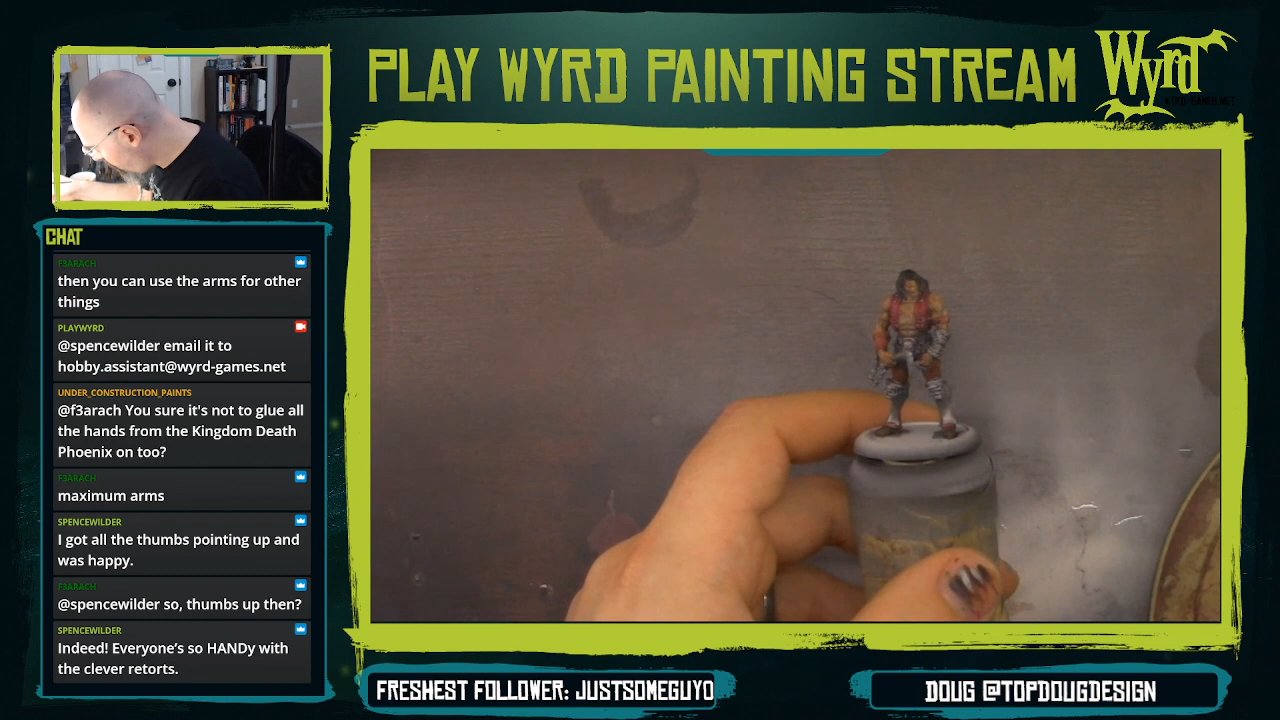 PLAY WYRD PAINTING STREAM
Wyrd
WYRD-GAMES.NET
CHAT
F3ARACH
then you can use the arms for other
things
PLAYWYRD
@spencewilder email it to
hobby.assistant@wyrd-games.net
UNDER_CONSTRUCTION_PAINTS
@f3arach You sure it's not to glue all
the hands from the Kingdom Death
Phoenix on too?
F3ARACH
maximum arms
SPENCEWILDER
I got all the thumbs pointing up and
was happy.
F3ARACH
@spencewilder so, thumbs up then?
SPENCEWILDER
Indeed! Everyone's so HANDy with
the clever retorts.
FRESHEST FOLLOWER: JUSTSOMEGUYO
DOUG @TOPDOUGDESIGN